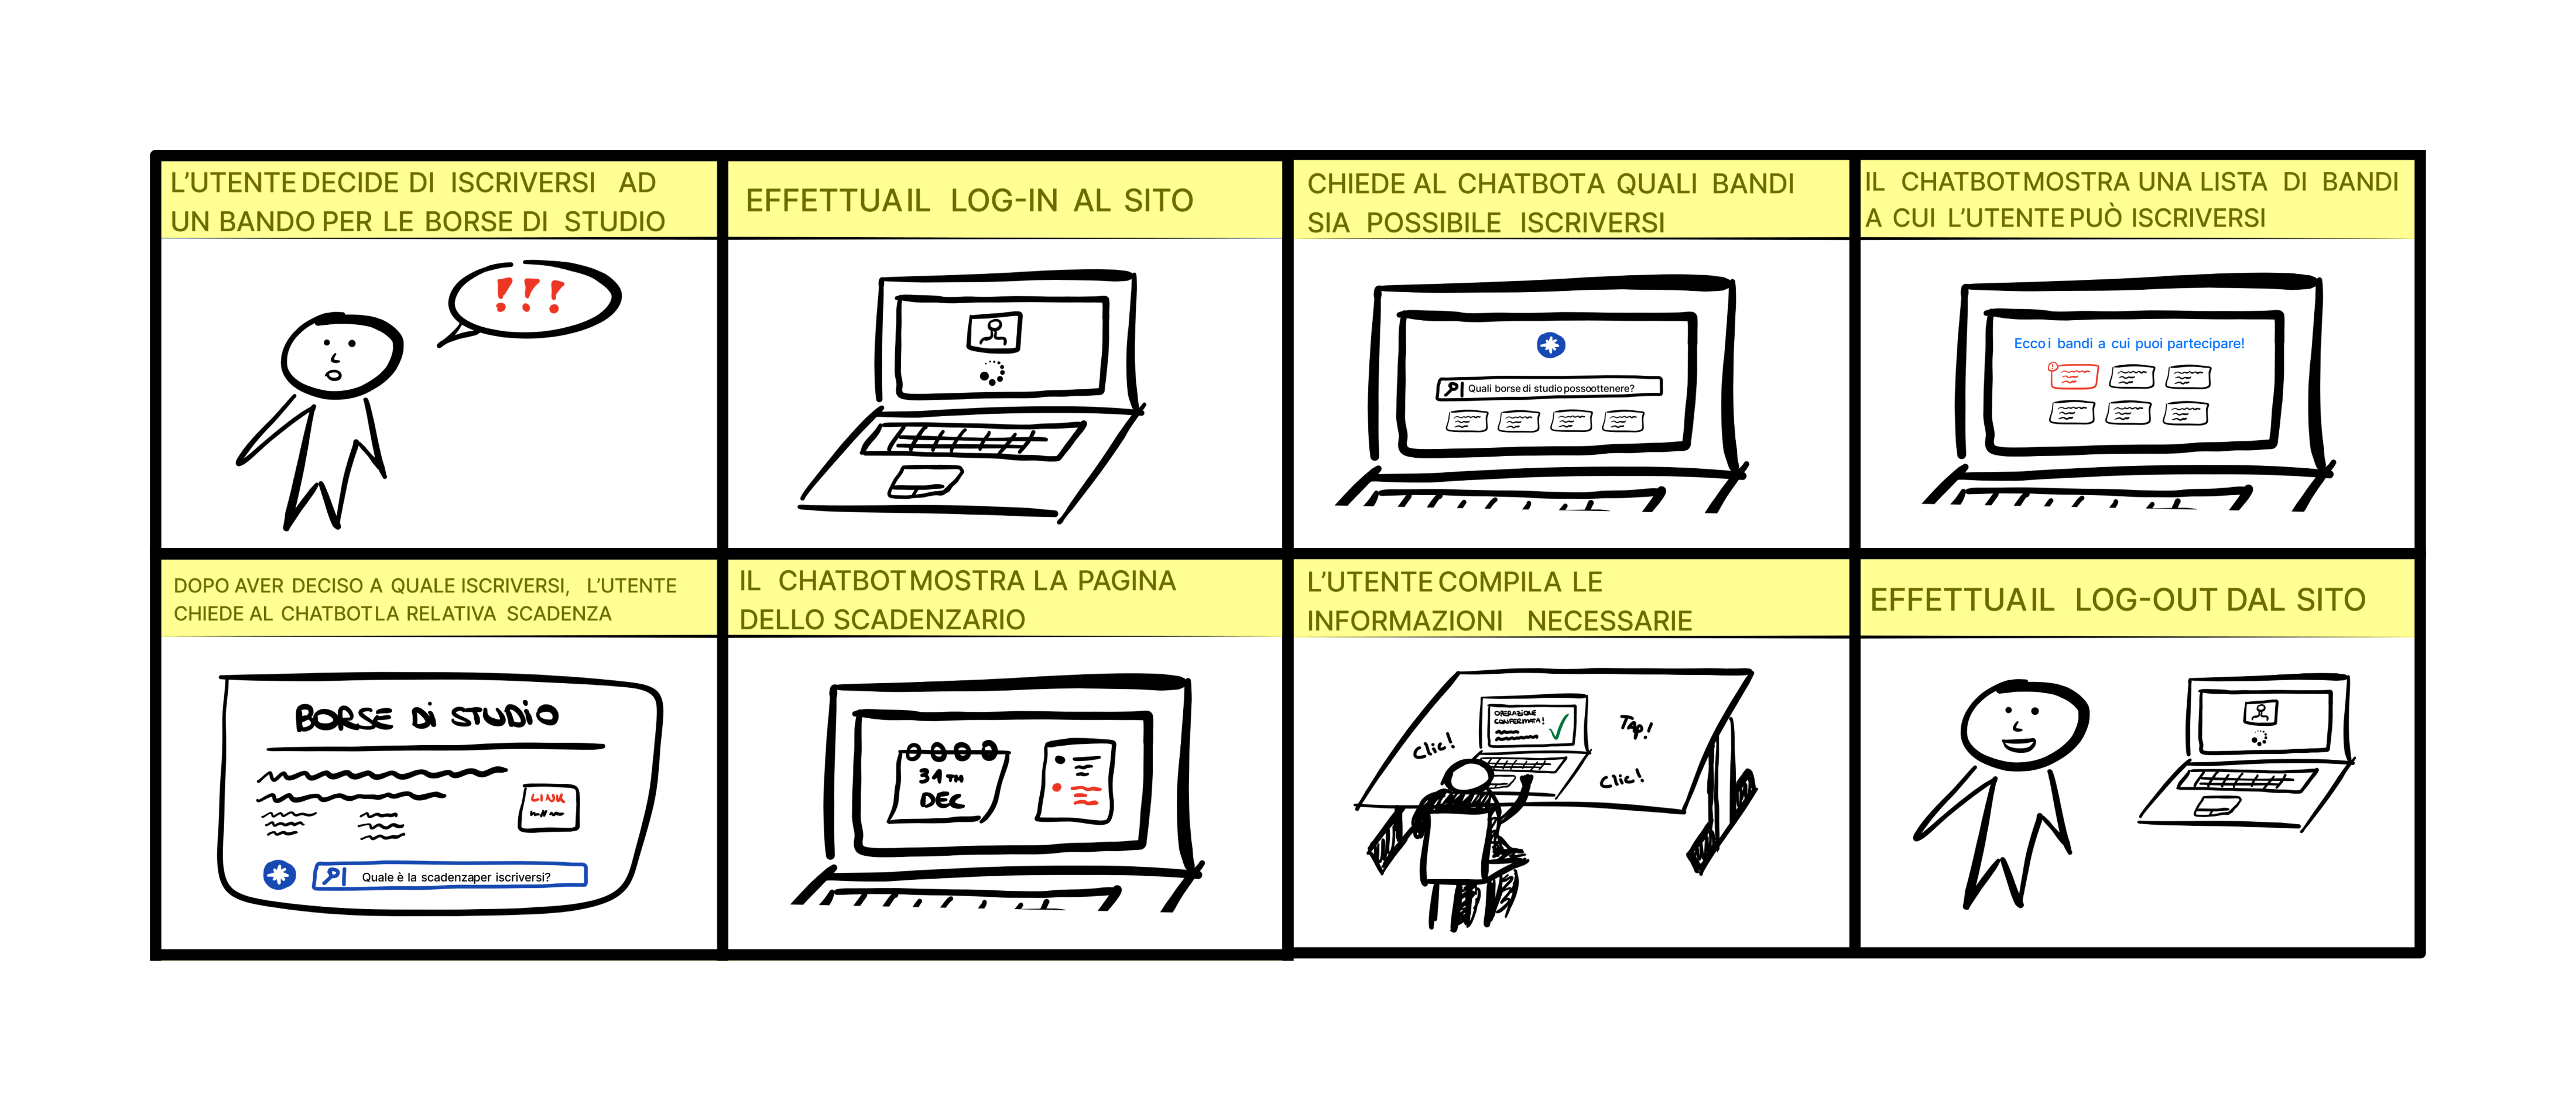 L'UTENTE DECIDE DI ISCRIVERSI AD
UN BANDO PER LE BORSE DI STUDIO
!!!
EFFETTUA IL LOG-IN AL SITO
CHIEDE AL CHATBOT A QUALI BANDI
SIA POSSIBILE ISCRIVERSI
Quali borse di studio posso ottenere?
IL CHATBOT MOSTRA UNA LISTA DI BANDI
A CUI L'UTENTE PUÒ ISCRIVERSI
Ecco i bandi a cui puoi partecipare!
DOPO AVER DECISO A QUALE ISCRIVERSI, L'UTENTE
CHIEDE AL CHATBOT LA RELATIVA SCADENZA
BORSE Di STUDiO
LINK
Quale è la scadenza per iscriversi?
IL CHATBOT MOSTRA LA PAGINA
DELLO SCADENZARIO
31TH
DEC
L'UTENTE COMPILA LE
INFORMAZIONI NECESSARIE
OPERAZIONE
CONFERMATA!
Clic!
TAP!
Clic!
EFFETTUA IL LOG-OUT DAL SITO